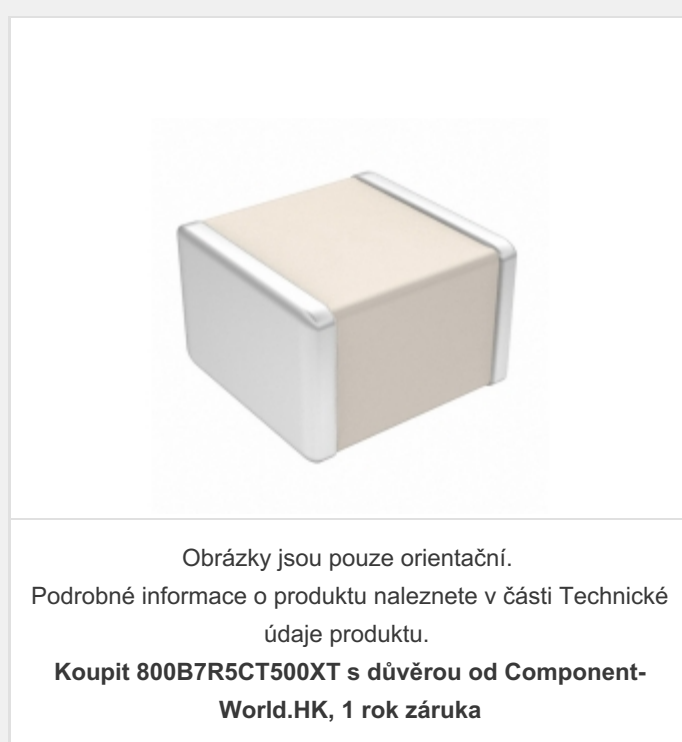 Obrázky jsou pouze orientační.
Podrobné informace o produktu naleznete v části Technické
údaje produktu.
Koupit 800B7R5CT500XT s důvěrou od Component-
World.HK, 1 rok záruka